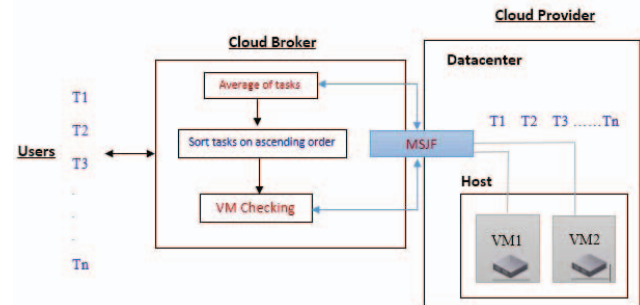 Cloud Provider
Cloud Broker
Datacenter
Average of tasks
T1
T2
T3
Tn
Users
Sort tasks on ascending order
VM Checking
MSJF
T1 T2 T3 ......Tn
Host
VM1
VM2